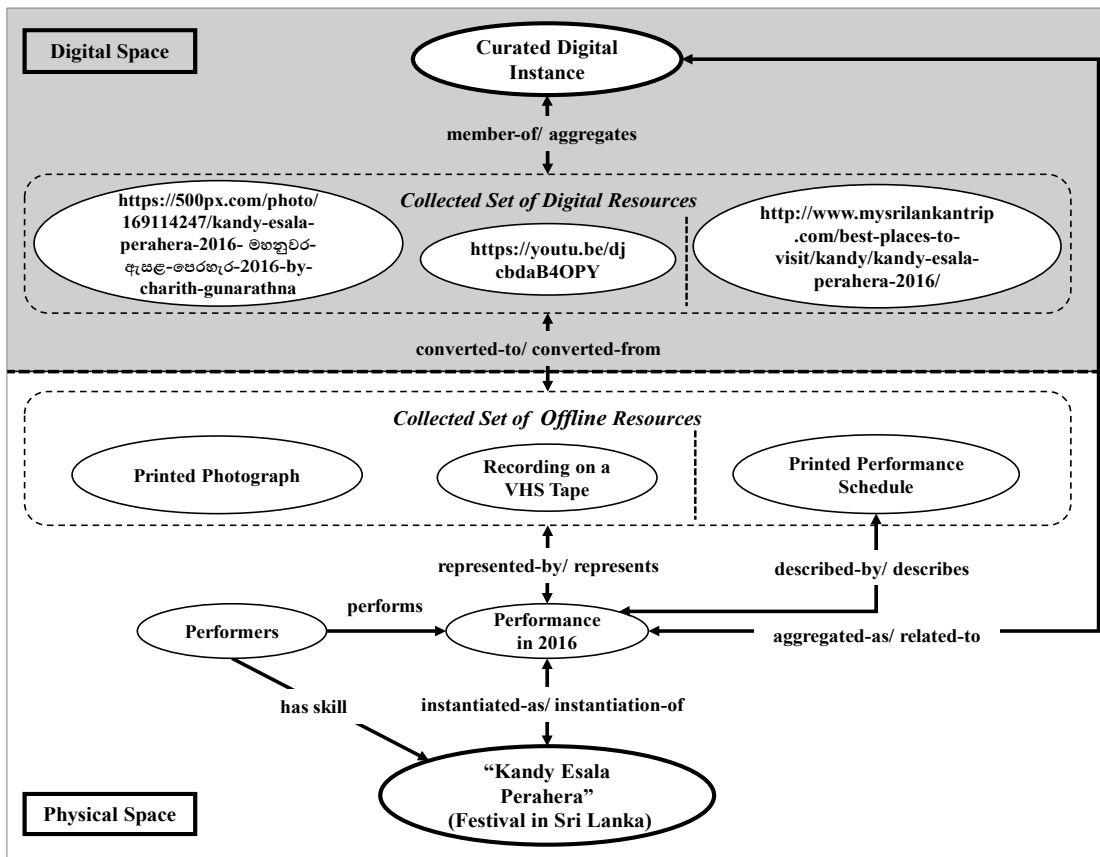 Digital Space
Curated Digital
Instance
member-of/ aggregates
Collected Set of Digital Resources
https://500px.com/photo/
169114247/kandy-esala-
perahera-2016- මහනුවර-
ඇසළ-පෙරහැර-2016-by-
charith-gunarathna
https://youtu.be/dj
cbdaB4OPY
http://www.mysrilankantrip
.com/best-places-to-
visit/kandy/kandy-esala-
perahera-2016/
converted-to/ converted-from
Collected Set of Offline Resources
Printed Photograph
Recording on a
VHS Tape
Printed Performance
Schedule
represented-by/ represents
described-by/ describes
performs
Performers
Performance
in 2016
aggregated-as/ related-to
has skill
instantiated-as/ instantiation-of
“Kandy Esala
Perahera”
(Festival in Sri Lanka)
Physical Space